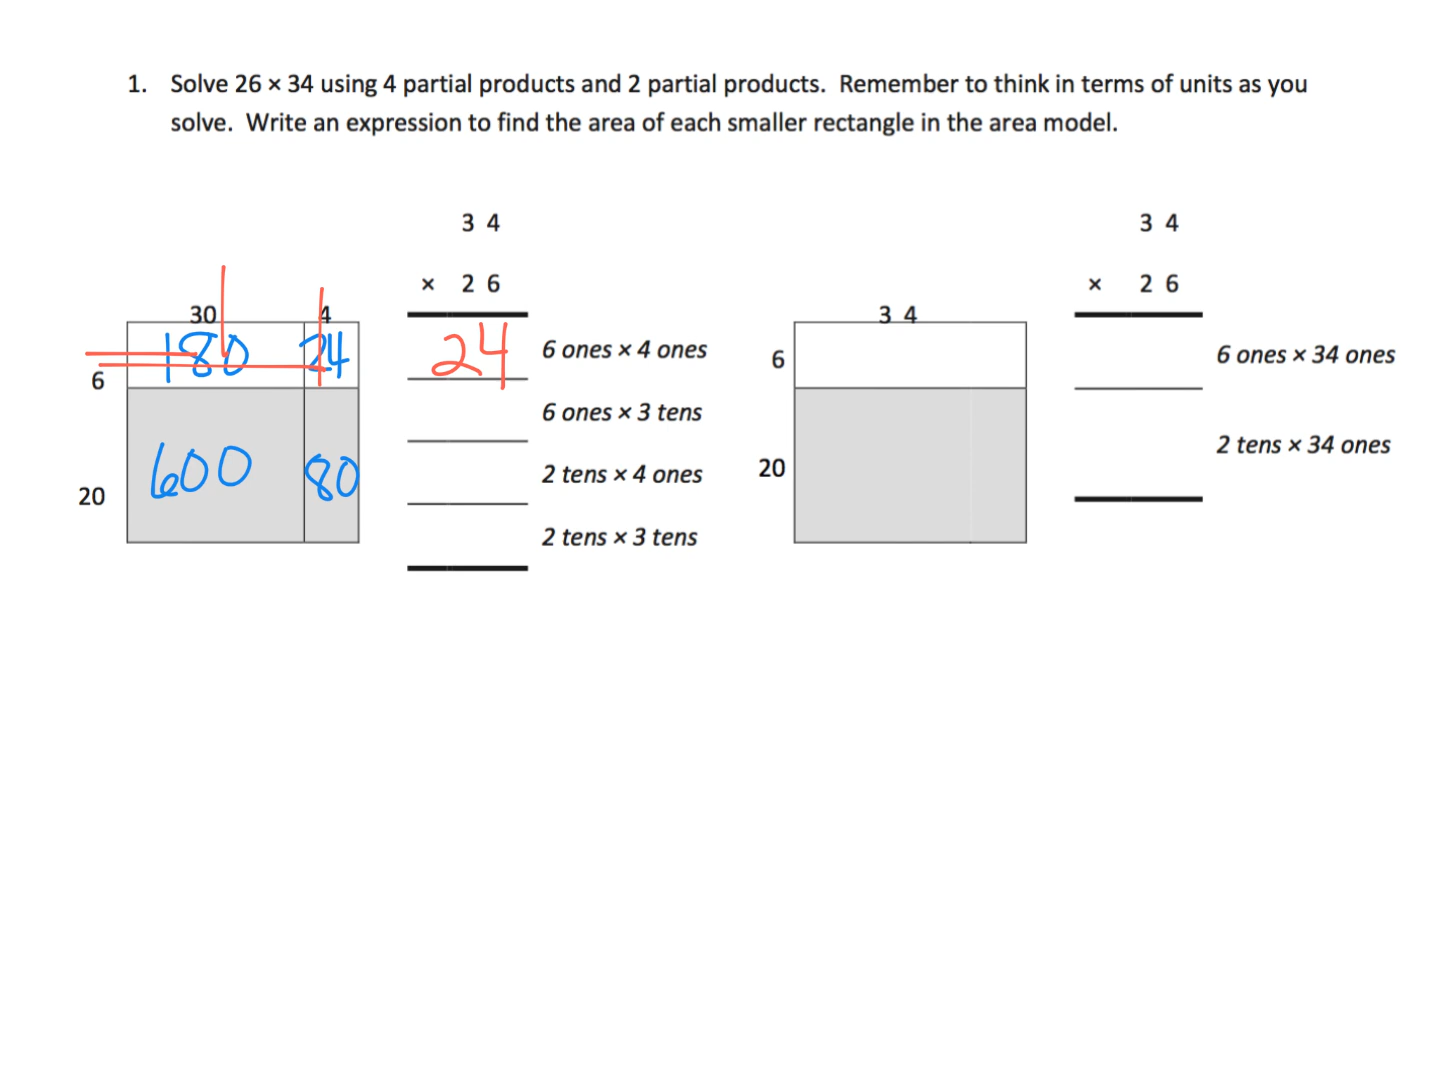 1. Solve 26 × 34 using 4 partial products and 2 partial products. Remember to think in terms of units as you
solve. Write an expression to find the area of each smaller rectangle in the area model.
3 4
× 2 6
30 4
6 180 24
20 600 80
24 6 ones × 4 ones
6 ones × 3 tens
2 tens × 4 ones
2 tens × 3 tens
3 4
6
20
3 4
× 2 6
6 ones × 34 ones
2 tens × 34 ones